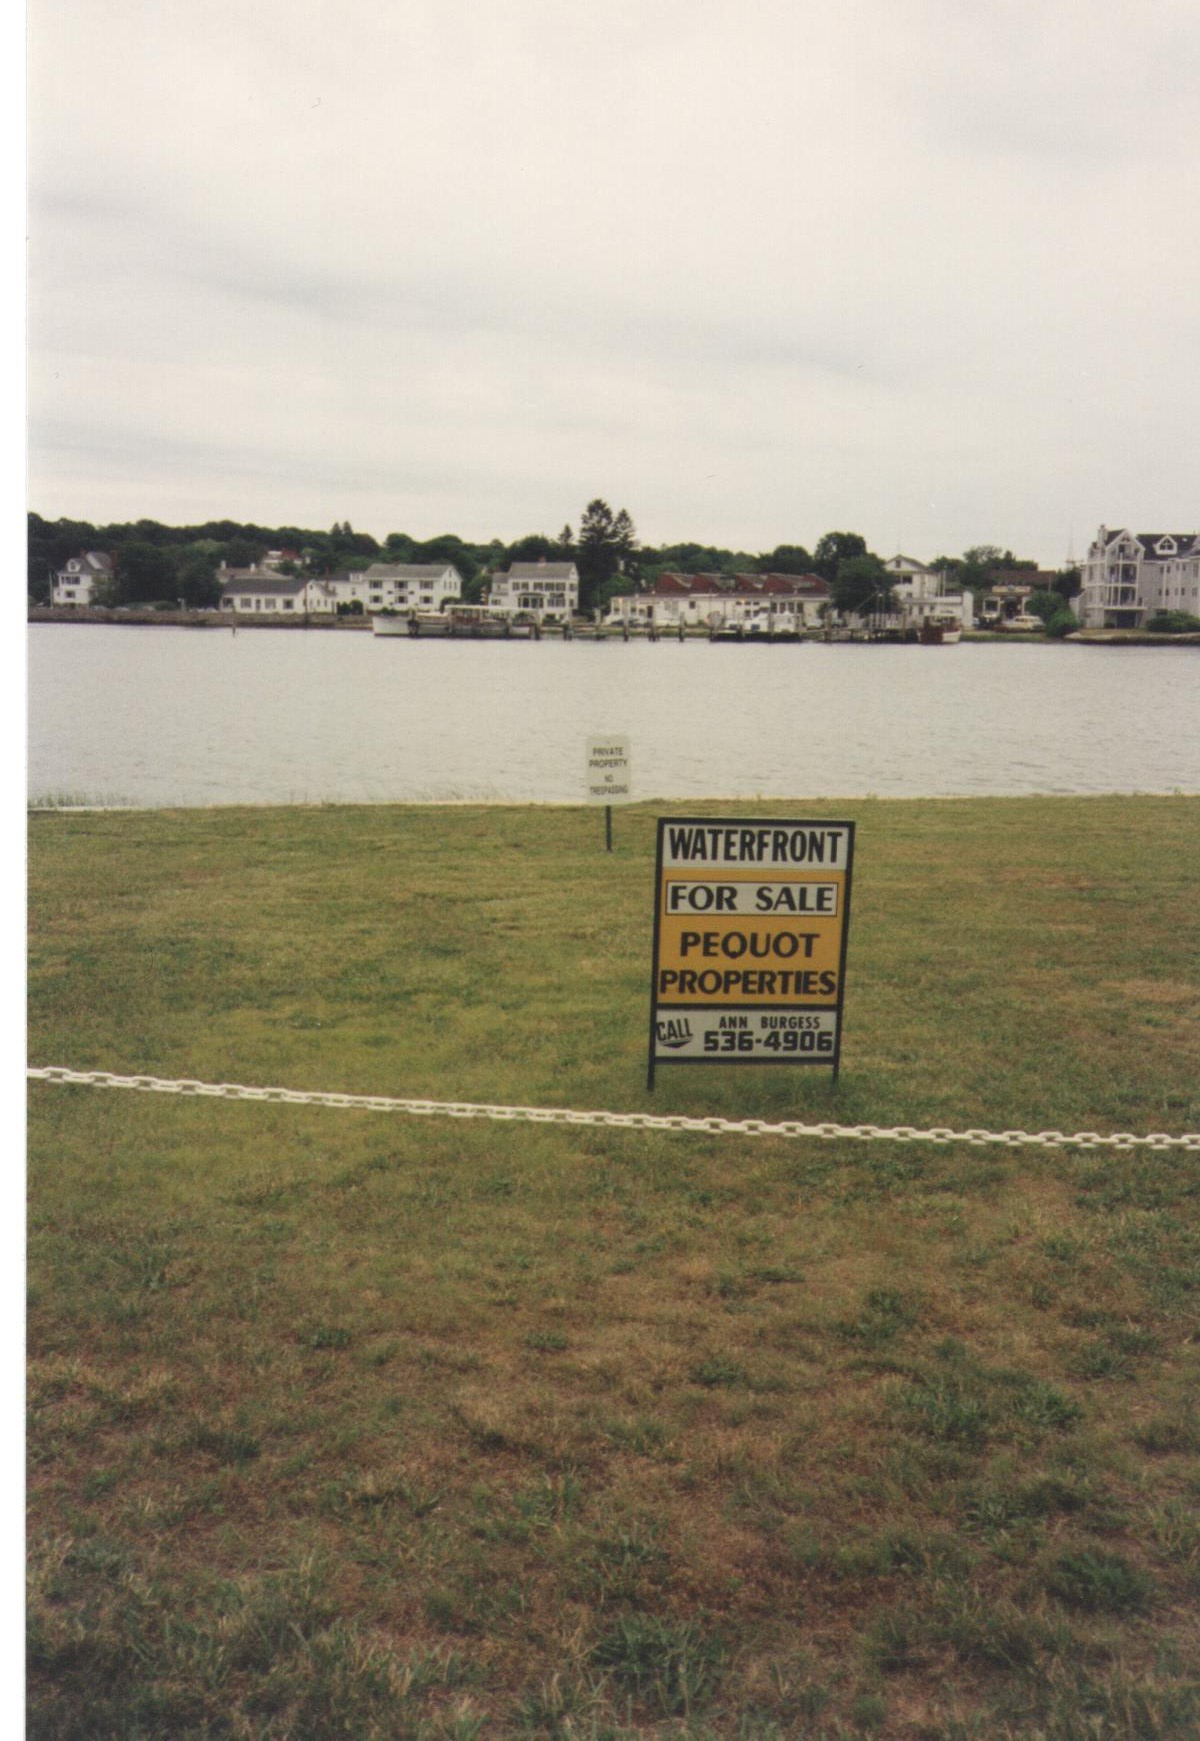 PRIVATE
PROPERTY
NO
TRESPASSING
WATERFRONT
FOR SALE
PEQUOT
PROPERTIES
CALL ANN BURGESS
536-4906